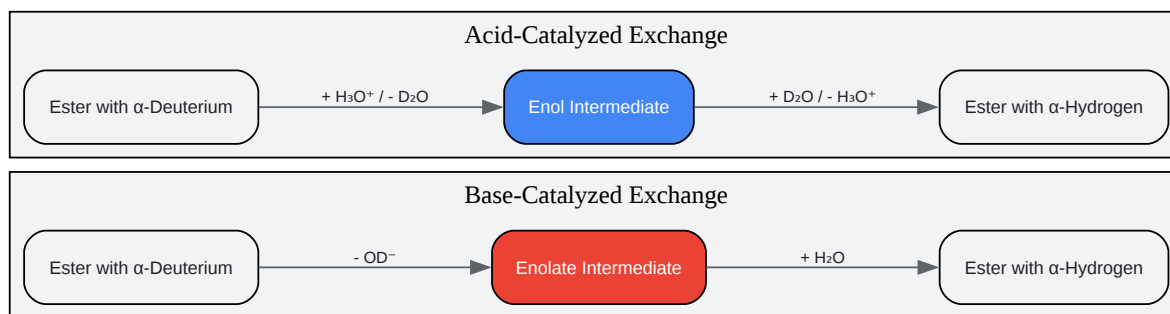 Acid-Catalyzed Exchange
Ester with α-Deuterium
+ H₃O⁺ / - D₂O
Enol Intermediate
+ D₂O / - H₃O⁺
Ester with α-Hydrogen
Base-Catalyzed Exchange
Ester with α-Deuterium
- OD⁻
Enolate Intermediate
+ H₂O
Ester with α-Hydrogen